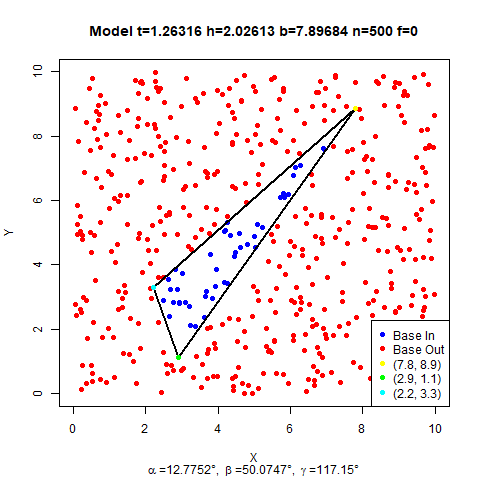 Model t=1.26316 h=2.02613 b=7.89684 n=500 f=0
Y
10
8
6
4
2
0
0 2 4 6 8 10
Base In
Base Out
(7.8, 8.9)
(2.9, 1.1)
(2.2, 3.3)
X
α=12.7752°, β=50.0747°, γ=117.15°